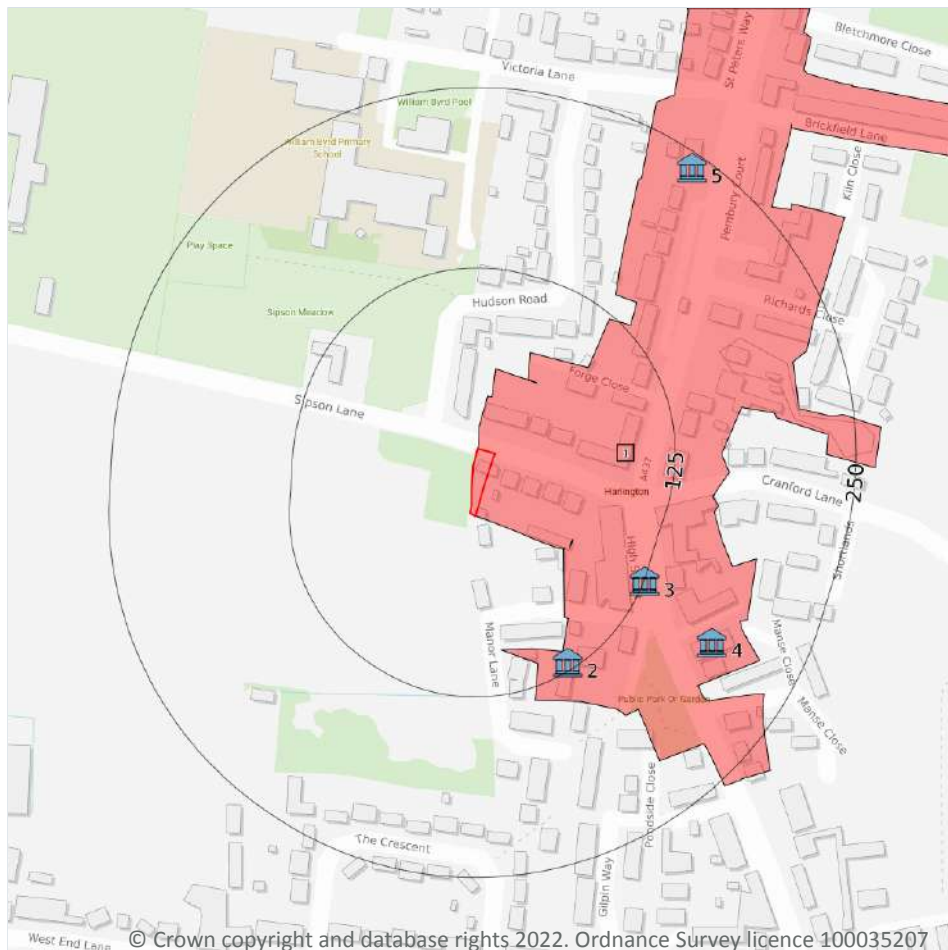 Bletchmore Close
St Peters Way
Victoria Lane
William Byrd Pool
Brickfield Lane
William Byrd Primary
School
Kiln Close
5
Pembury Court
Play Space
Hudson Road
Richards Close
Sipson Meadow
Forge Close
Sipson Lane
1
A437
125
Harlington
250
Cranford Lane
High St
Shortlands
3
Manor Lane
4
Manse Close
2
Public Park Or Garden
Manse Close
Pondside Close
The Crescent
Gilpin Way
West End Lane
© Crown copyright and database rights 2022. Ordnance Survey licence 100035207